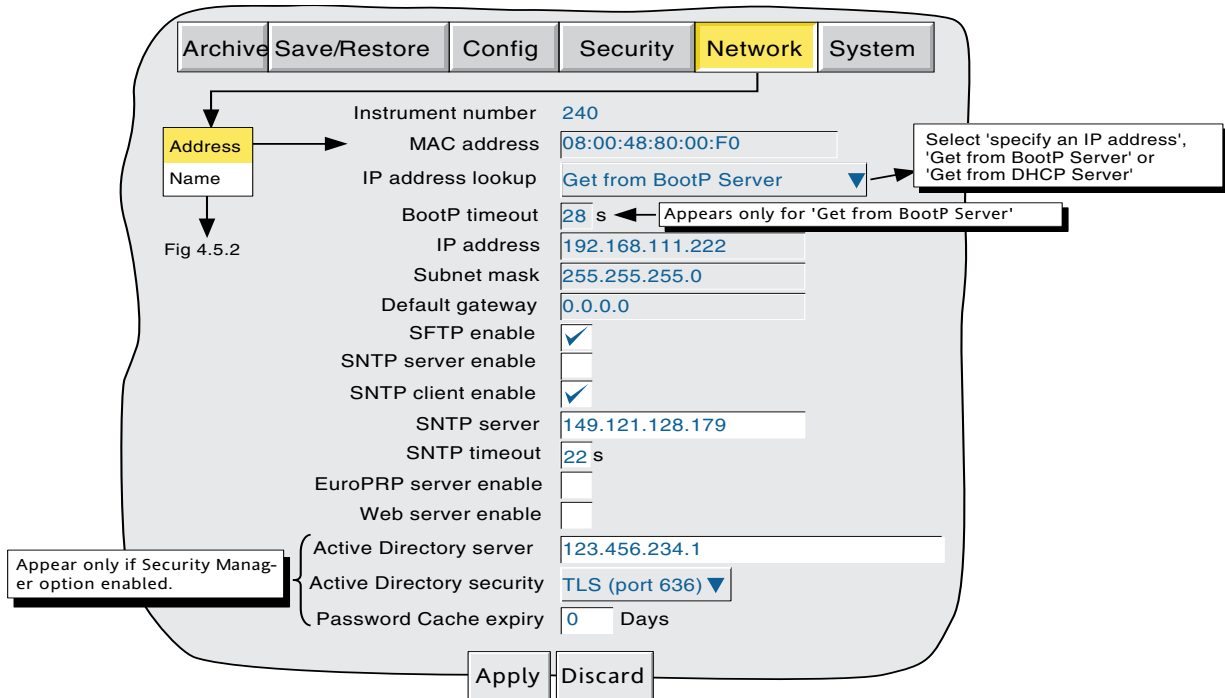 Archive Save/Restore Config Security Network System
Address
Name
Fig 4.5.2
Instrument number 240
MAC address 08:00:48:80:00:F0
IP address lookup Get from BootP Server
Select 'specify an IP address',
'Get from BootP Server' or
'Get from DHCP Server'
BootP timeout 28 s
Appears only for 'Get from BootP Server'
IP address 192.168.111.222
Subnet mask 255.255.255.0
Default gateway 0.0.0.0
SFTP enable
SNTP server enable
SNTP client enable
SNTP server 149.121.128.179
SNTP timeout 22 s
EuroPRP server enable
Web server enable
Appear only if Security Manag-
er option enabled.
Active Directory server 123.456.234.1
Active Directory security TLS (port 636)
Password Cache expiry 0 Days
Apply Discard